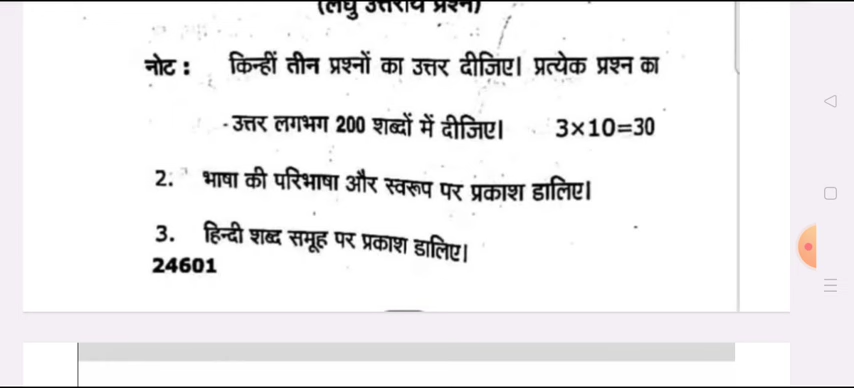 (लघु उत्तरीय प्रश्न)
नोट : किन्हीं तीन प्रश्नों का उत्तर दीजिए। प्रत्येक प्रश्न का
उत्तर लगभग 200 शब्दों में दीजिए। 3×10=30
2. भाषा की परिभाषा और स्वरूप पर प्रकाश डालिए।
3. हिन्दी शब्द समूह पर प्रकाश डालिए।
24601